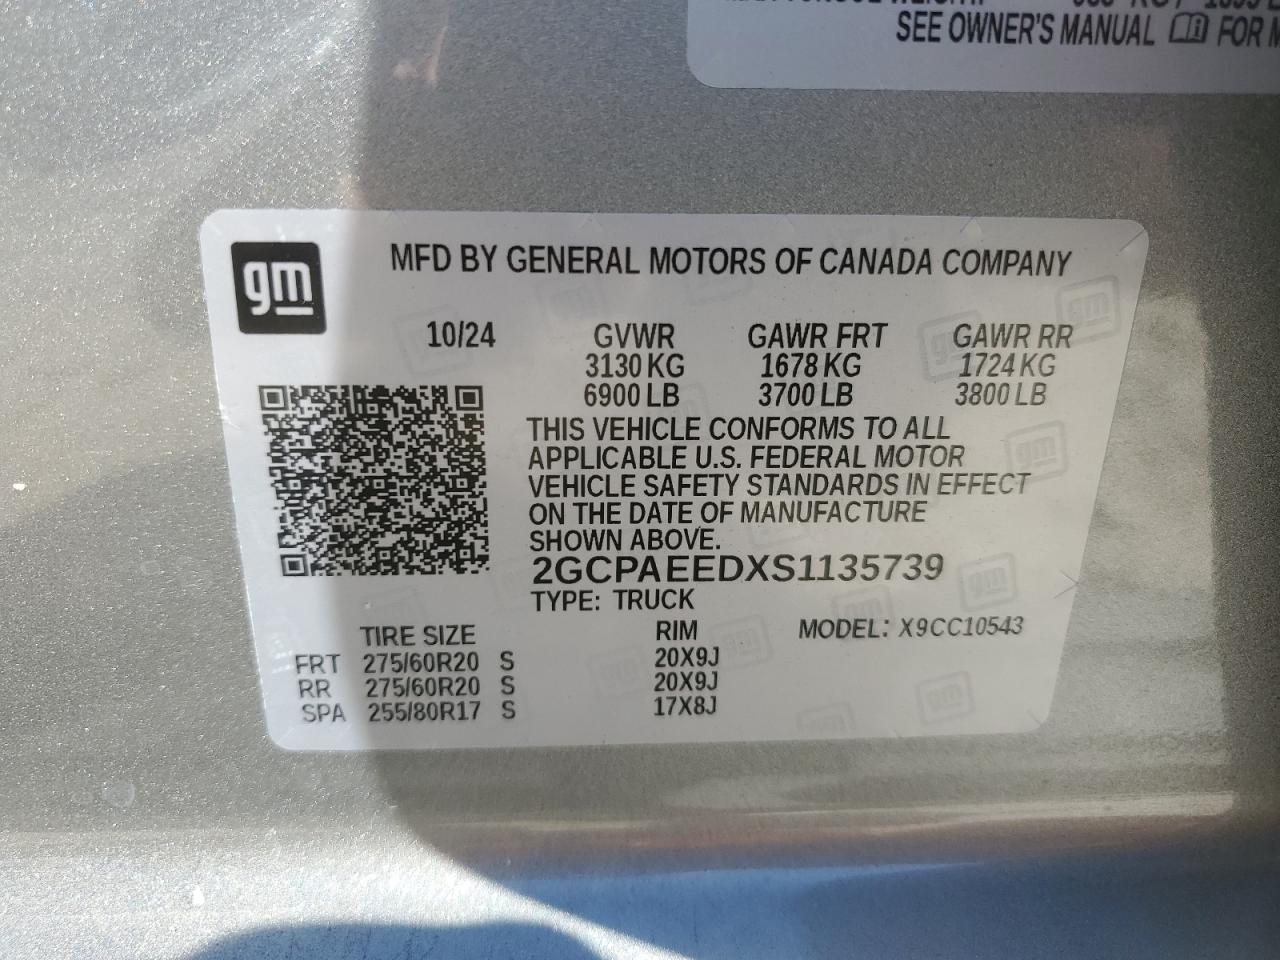 SEE OWNER'S MANUAL FOR
gm
MFD BY GENERAL MOTORS OF CANADA COMPANY
10/24 GVWR GAWR FRT GAWR RR
3130 KG 1678 KG 1724 KG
6900 LB 3700 LB 3800 LB
THIS VEHICLE CONFORMS TO ALL
APPLICABLE U.S. FEDERAL MOTOR
VEHICLE SAFETY STANDARDS IN EFFECT
ON THE DATE OF MANUFACTURE
SHOWN ABOVE.
2GCPAEEDXS1135739
TYPE: TRUCK
TIRE SIZE RIM MODEL: X9CC10543
FRT 275/60R20 S 20X9J
RR 275/60R20 S 20X9J
SPA 255/80R17 S 17X8J